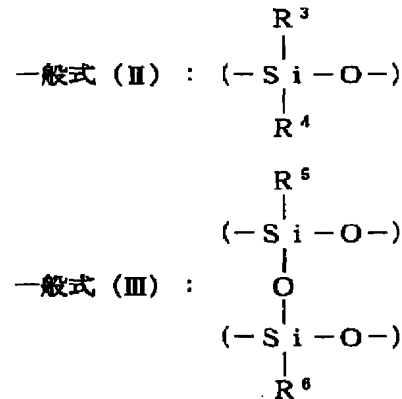 R³
一般式 (Ⅱ) : (－Si－O－)
R⁴
R⁵
(－Si－O－)
一般式 (Ⅲ) : O
(－Si－O－)
R⁶